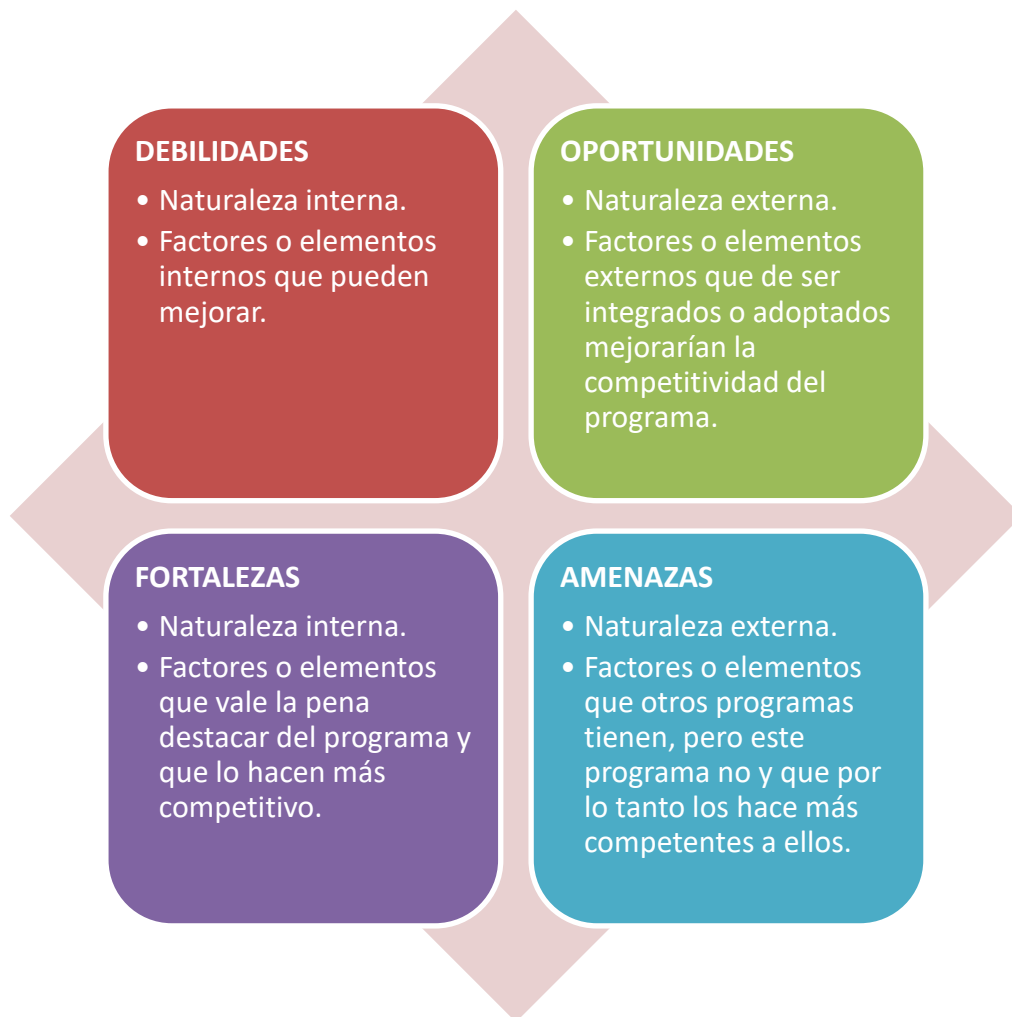 DEBILIDADES
• Naturaleza interna.
• Factores o elementos
internos que pueden
mejorar.
OPORTUNIDADES
• Naturaleza externa.
• Factores o elementos
externos que de ser
integrados o adoptados
mejorarían la
competitividad del
programa.
FORTALEZAS
• Naturaleza interna.
• Factores o elementos
que vale la pena
destacar del programa y
que lo hacen más
competitivo.
AMENAZAS
• Naturaleza externa.
• Factores o elementos
que otros programas
tienen, pero este
programa no y que por
lo tanto los hace más
competentes a ellos.